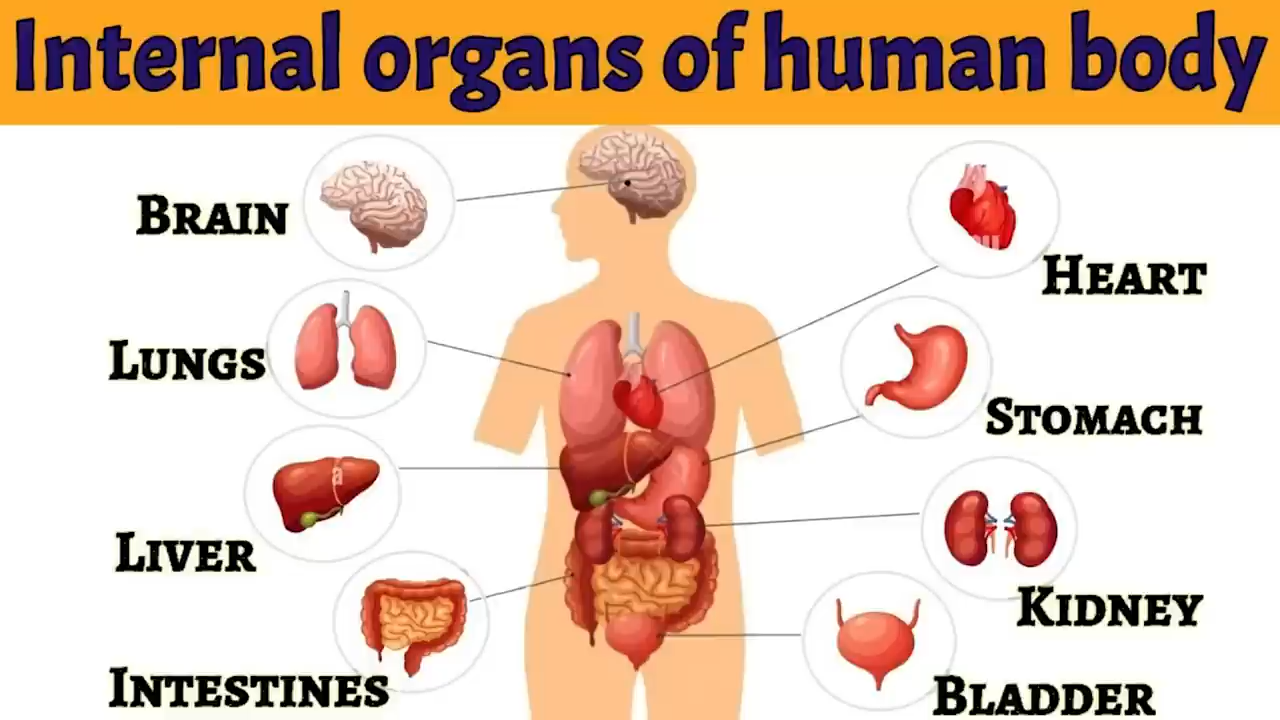 Internal organs of human body
Brain
Heart
Lungs
Stomach
Liver
Kidney
Intestines
Bladder